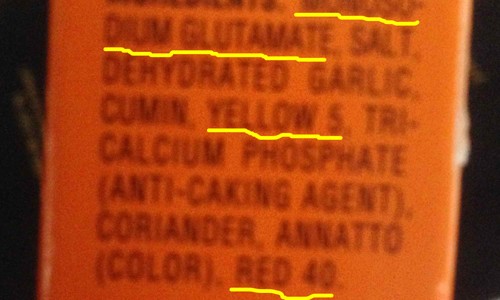 INGREDIENTS: MONOSO-
DIUM GLUTAMATE, SALT,
DEHYDRATED GARLIC,
CUMIN, YELLOW 5, TRI-
CALCIUM PHOSPHATE
(ANTI-CAKING AGENT),
CORIANDER, ANNATTO
(COLOR), RED 40.